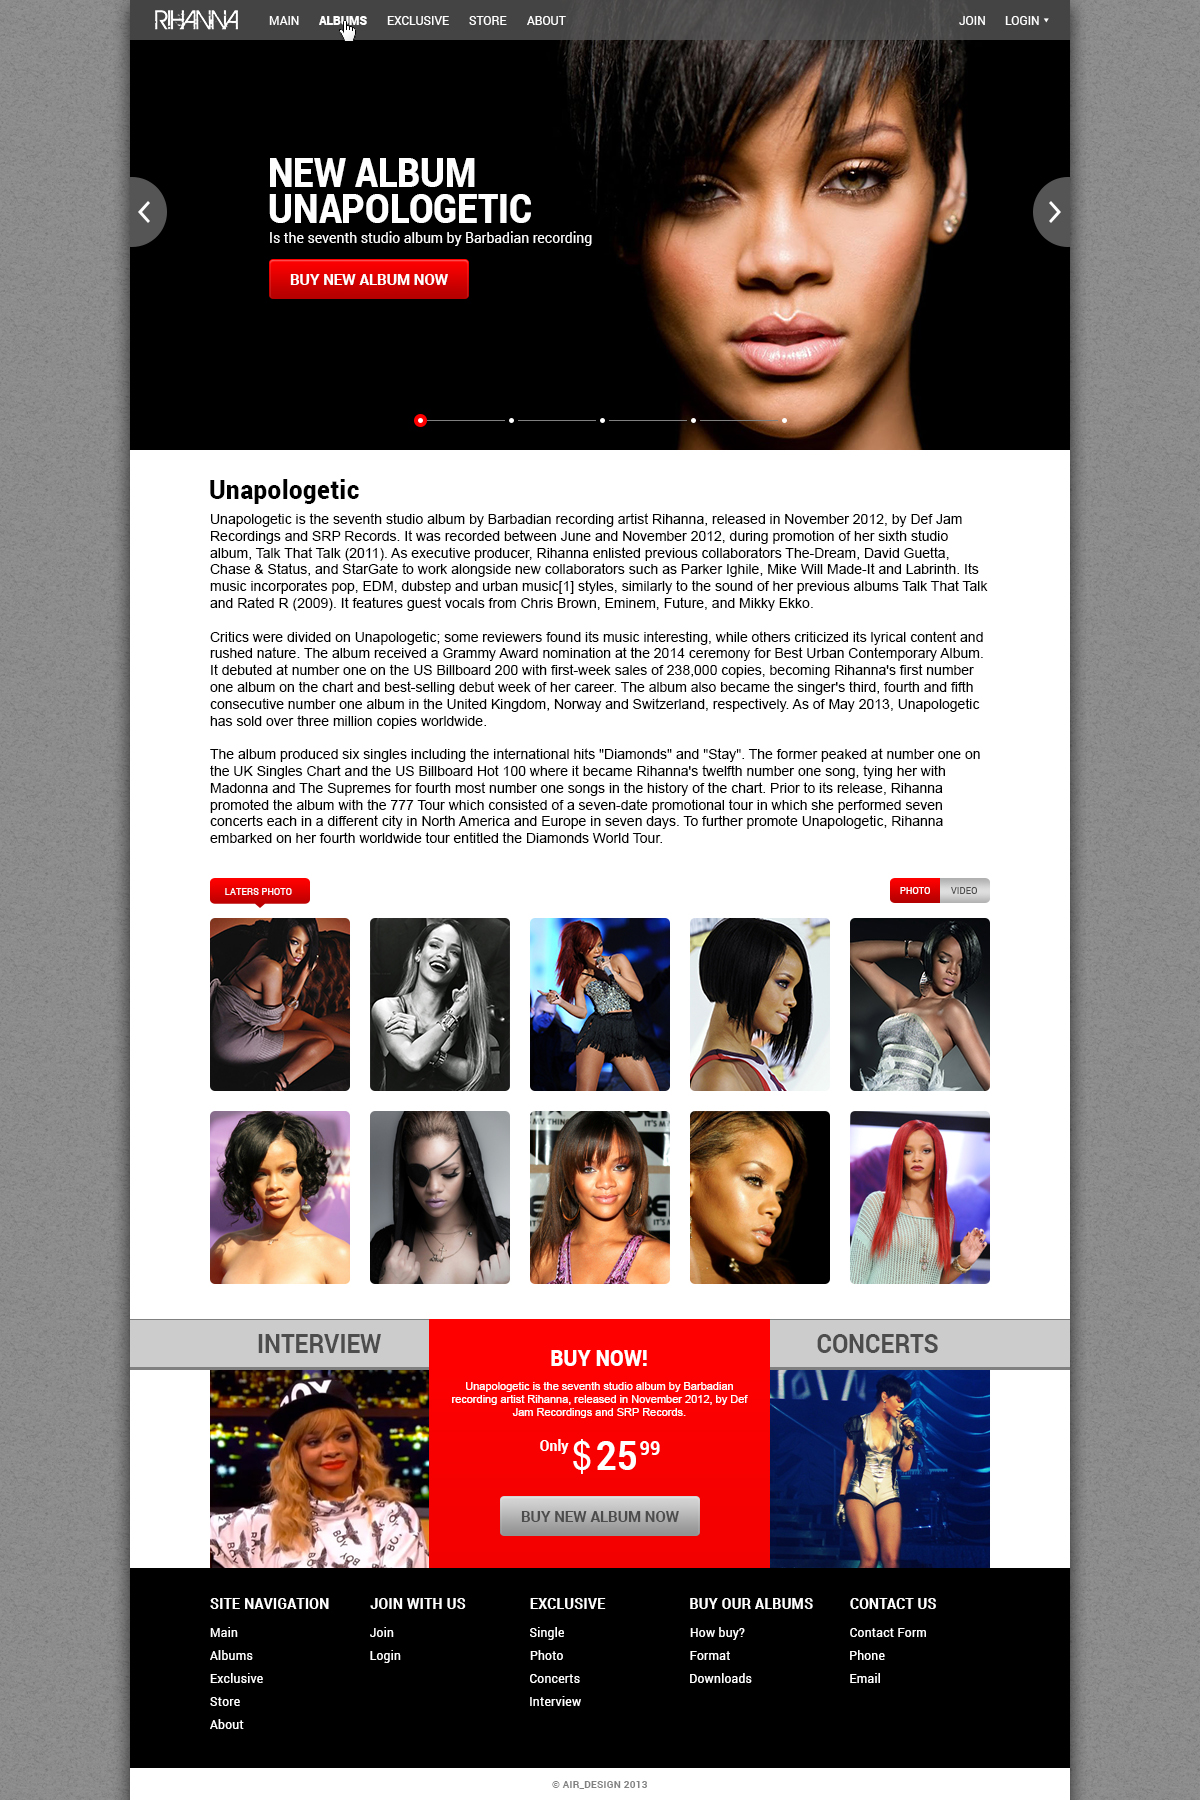 RIHANNA MAIN ALBUMS EXCLUSIVE STORE ABOUT JOIN LOGIN
NEW ALBUM
UNAPOLOGETIC
Is the seventh studio album by Barbadian recording
BUY NEW ALBUM NOW
Unapologetic
Unapologetic is the seventh studio album by Barbadian recording artist Rihanna, released in November 2012, by Def Jam
Recordings and SRP Records. It was recorded between June and November 2012, during promotion of her sixth studio
album, Talk That Talk (2011). As executive producer, Rihanna enlisted previous collaborators The-Dream, David Guetta,
Chase & Status, and StarGate to work alongside new collaborators such as Parker Ighile, Mike Will Made-It and Labrinth. Its
music incorporates pop, EDM, dubstep and urban music[1] styles, similarly to the sound of her previous albums Talk That Talk
and Rated R (2009). It features guest vocals from Chris Brown, Eminem, Future, and Mikky Ekko.
Critics were divided on Unapologetic; some reviewers found its music interesting, while others criticized its lyrical content and
rushed nature. The album received a Grammy Award nomination at the 2014 ceremony for Best Urban Contemporary Album.
It debuted at number one on the US Billboard 200 with first-week sales of 238,000 copies, becoming Rihanna's first number
one album on the chart and best-selling debut week of her career. The album also became the singer's third, fourth and fifth
consecutive number one album in the United Kingdom, Norway and Switzerland, respectively. As of May 2013, Unapologetic
has sold over three million copies worldwide.
The album produced six singles including the international hits "Diamonds" and "Stay". The former peaked at number one on
the UK Singles Chart and the US Billboard Hot 100 where it became Rihanna's twelfth number one song, tying her with
Madonna and The Supremes for fourth most number one songs in the history of the chart. Prior to its release, Rihanna
promoted the album with the 777 Tour which consisted of a seven-date promotional tour in which she performed seven
concerts each in a different city in North America and Europe in seven days. To further promote Unapologetic, Rihanna
embarked on her fourth worldwide tour entitled the Diamonds World Tour.
LATERS PHOTO PHOTO VIDEO
INTERVIEW
BUY NOW!
Unapologetic is the seventh studio album by Barbadian
recording artist Rihanna, released in November 2012, by Def
Jam Recordings and SRP Records.
Only $ 25 99
BUY NEW ALBUM NOW
CONCERTS
SITE NAVIGATION
Main
Albums
Exclusive
Store
About
JOIN WITH US
Join
Login
EXCLUSIVE
Single
Photo
Concerts
Interview
BUY OUR ALBUMS
How buy?
Format
Downloads
CONTACT US
Contact Form
Phone
Email
© AIR_DESIGN 2013